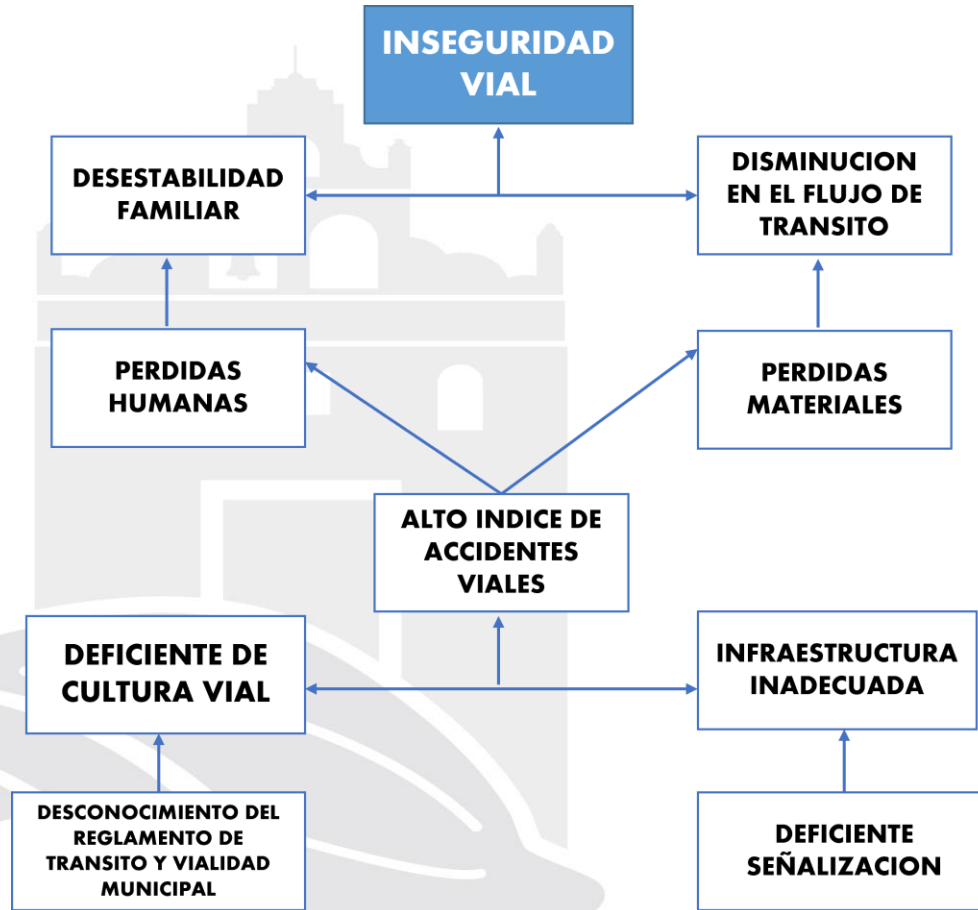 INSEGURIDAD
VIAL
DESESTABILIDAD
FAMILIAR
DISMINUCION
EN EL FLUJO DE
TRANSITO
PERDIDAS
HUMANAS
PERDIDAS
MATERIALES
ALTO INDICE DE
ACCIDENTES
VIALES
DEFICIENTE DE
CULTURA VIAL
INFRAESTRUCTURA
INADECUADA
DESCONOCIMIENTO DEL
REGLAMENTO DE
TRANSITO Y VIALIDAD
MUNICIPAL
DEFICIENTE
SEÑALIZACION